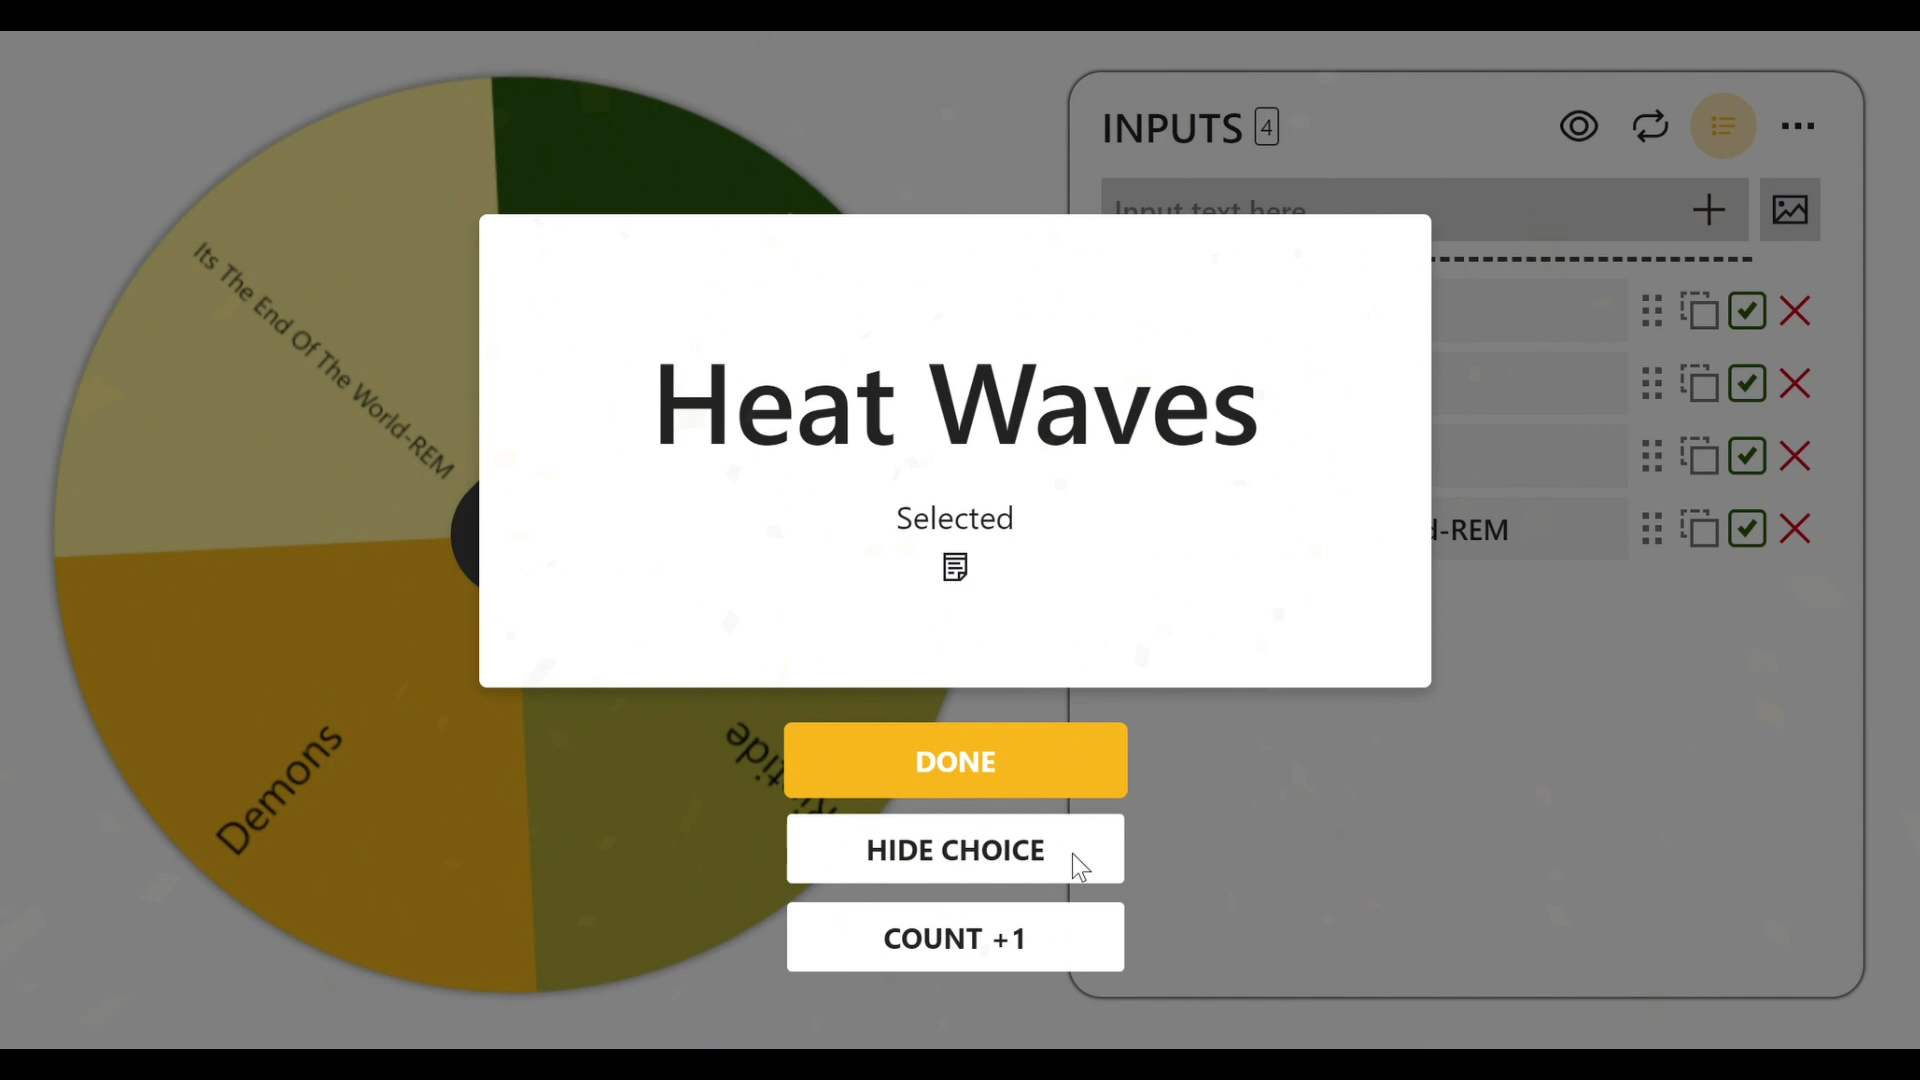 INPUTS 4
Input text here
Its The End Of The World-REM
Heat Waves
Selected
d-REM
Demons
DONE
HIDE CHOICE
COUNT +1